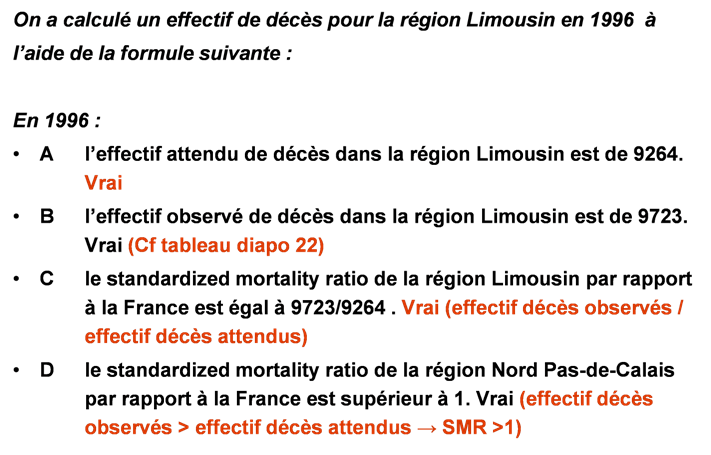 On a calculé un effectif de décès pour la région Limousin en 1996  à
l'aide de la formule suivante :
En 1996 :
• A l'effectif attendu de décès dans la région Limousin est de 9264.
Vrai
• B l'effectif observé de décès dans la région Limousin est de 9723.
Vrai (Cf tableau diapo 22)
• C le standardized mortality ratio de la région Limousin par rapport
à la France est égal à 9723/9264 . Vrai (effectif décès observés /
effectif décès attendus)
• D le standardized mortality ratio de la région Nord Pas-de-Calais
par rapport à la France est supérieur à 1. Vrai (effectif décès
observés > effectif décès attendus → SMR >1)